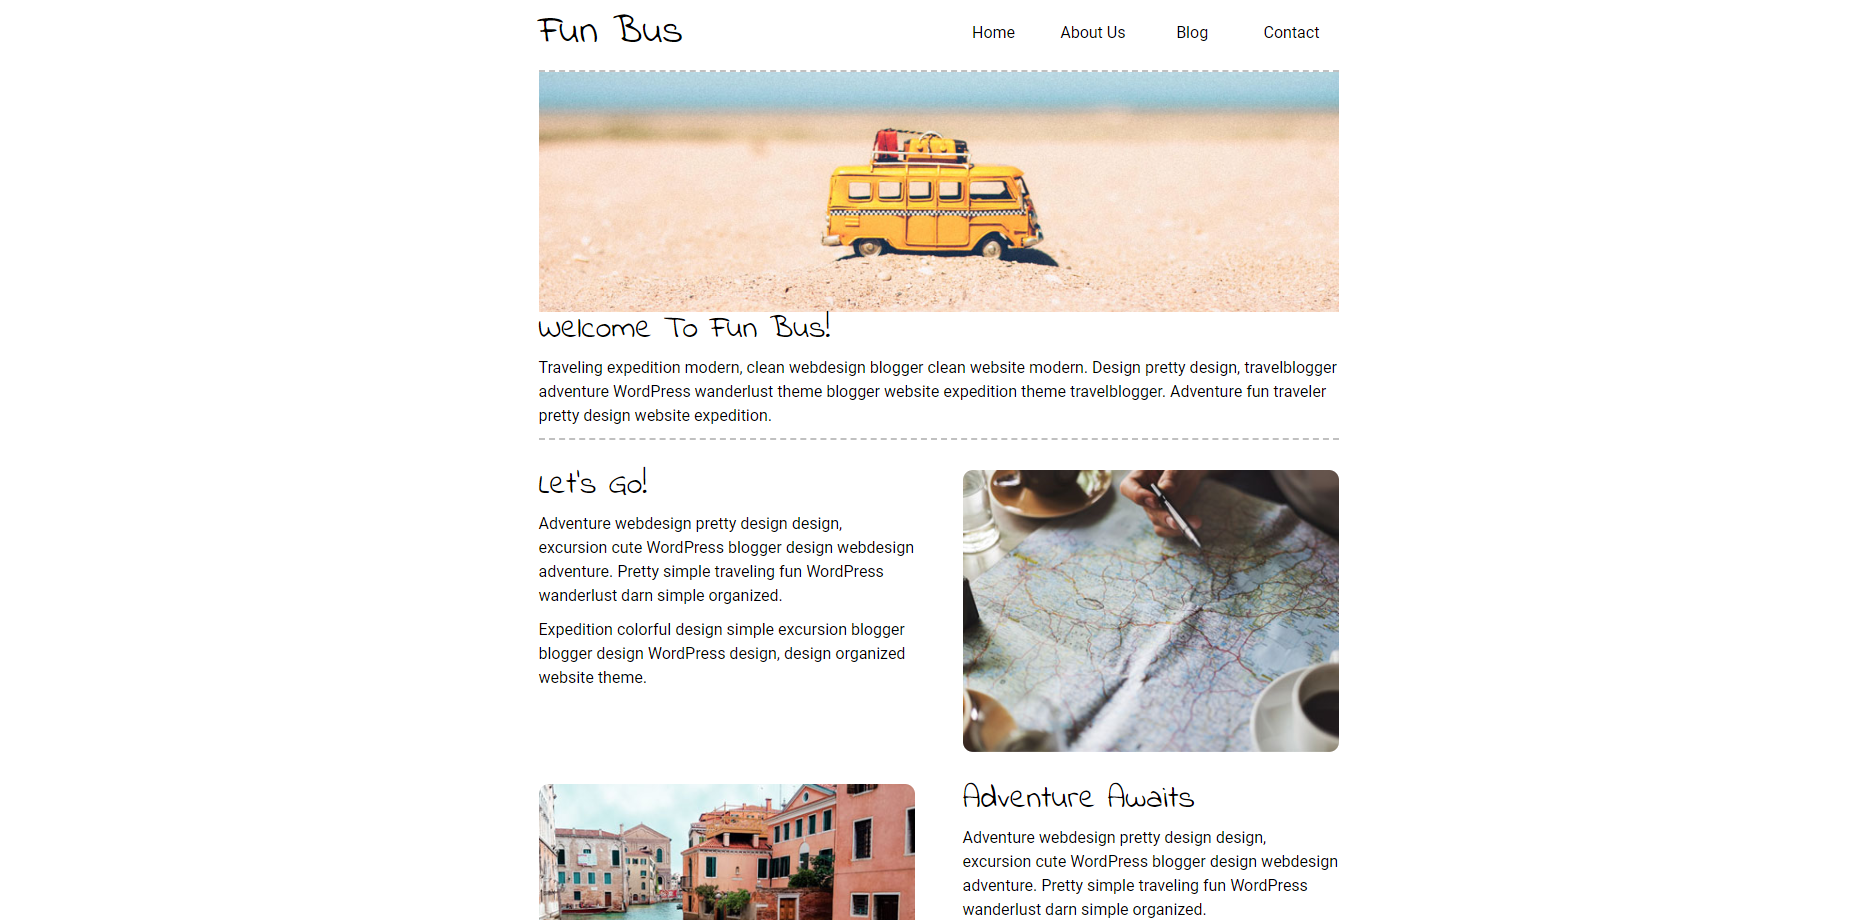 Fun Bus
Home About Us Blog Contact
Welcome To Fun Bus!
Traveling expedition modern, clean webdesign blogger clean website modern. Design pretty design, travelblogger
adventure WordPress wanderlust theme blogger website expedition theme travelblogger. Adventure fun traveler
pretty design website expedition.
Let's Go!
Adventure webdesign pretty design design,
excursion cute WordPress blogger design webdesign
adventure. Pretty simple traveling fun WordPress
wanderlust darn simple organized.
Expedition colorful design simple excursion blogger
blogger design WordPress design, design organized
website theme.
Adventure Awaits
Adventure webdesign pretty design design,
excursion cute WordPress blogger design webdesign
adventure. Pretty simple traveling fun WordPress
wanderlust darn simple organized.